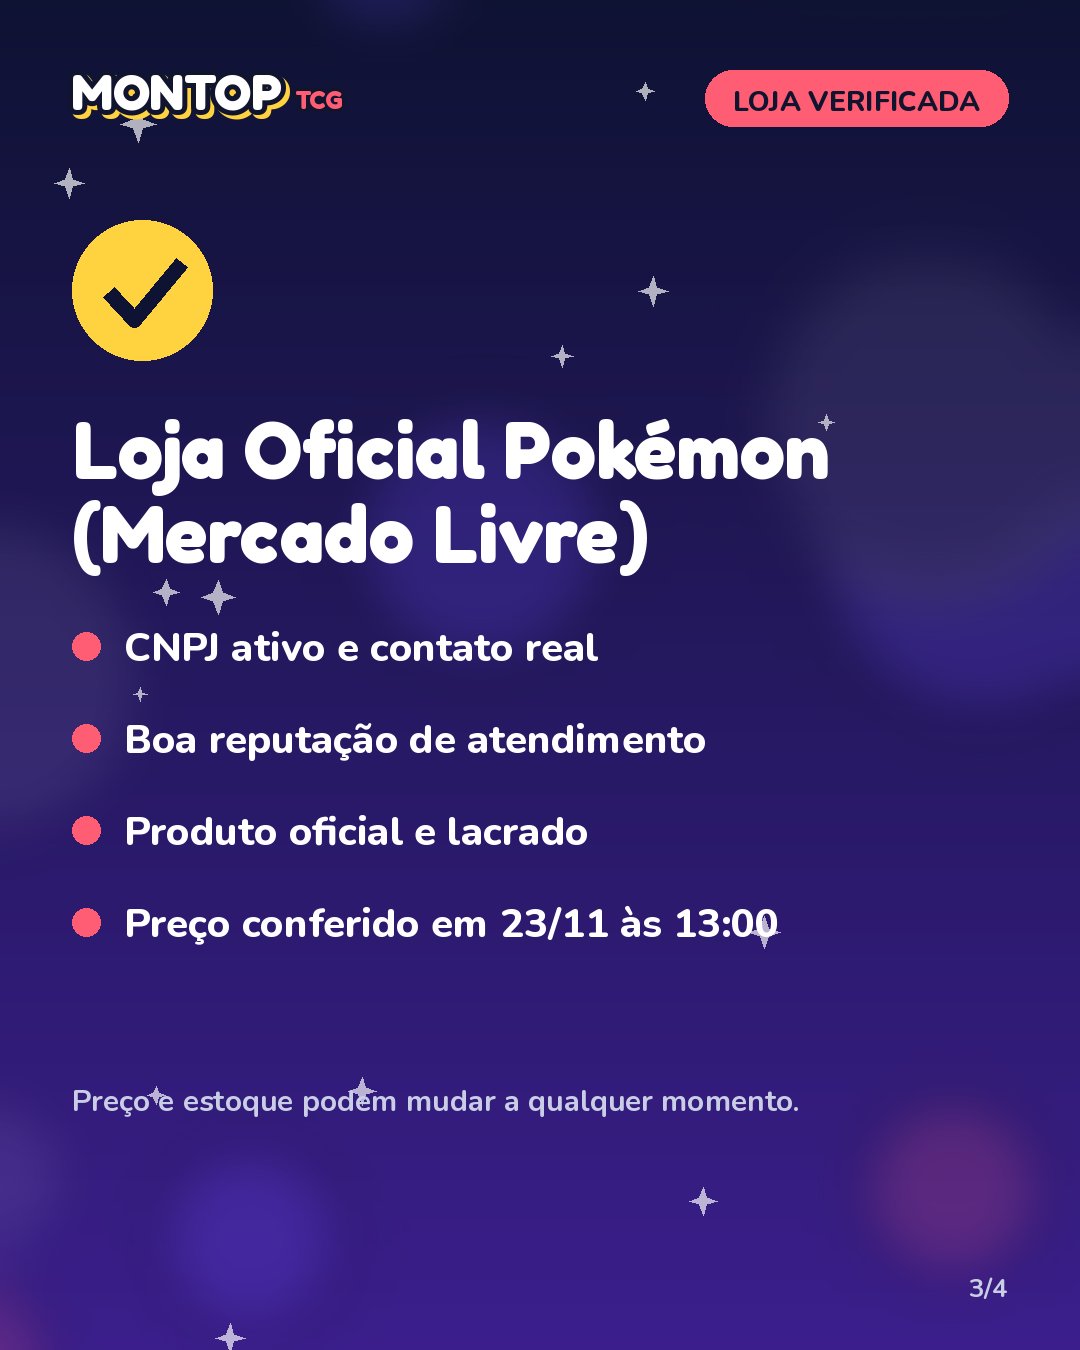 MONTOP TCG
LOJA VERIFICADA
Loja Oficial Pokémon
(Mercado Livre)
CNPJ ativo e contato real
Boa reputação de atendimento
Produto oficial e lacrado
Preço conferido em 23/11 às 13:00
Preço e estoque podem mudar a qualquer momento.
3/4